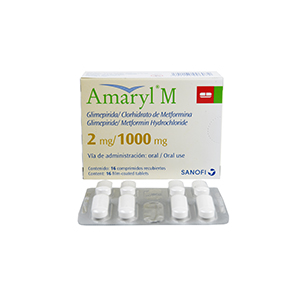 Amaryl® M
Glimepirida/ Clorhidrato de Metformina
Glimepiride/ Metformin Hydrochloride
2 mg/1000 mg
Vía de administración: oral / Oral use
Contenido: 16 comprimidos recubiertos
Content: 16 film-coated tablets
SANOFI